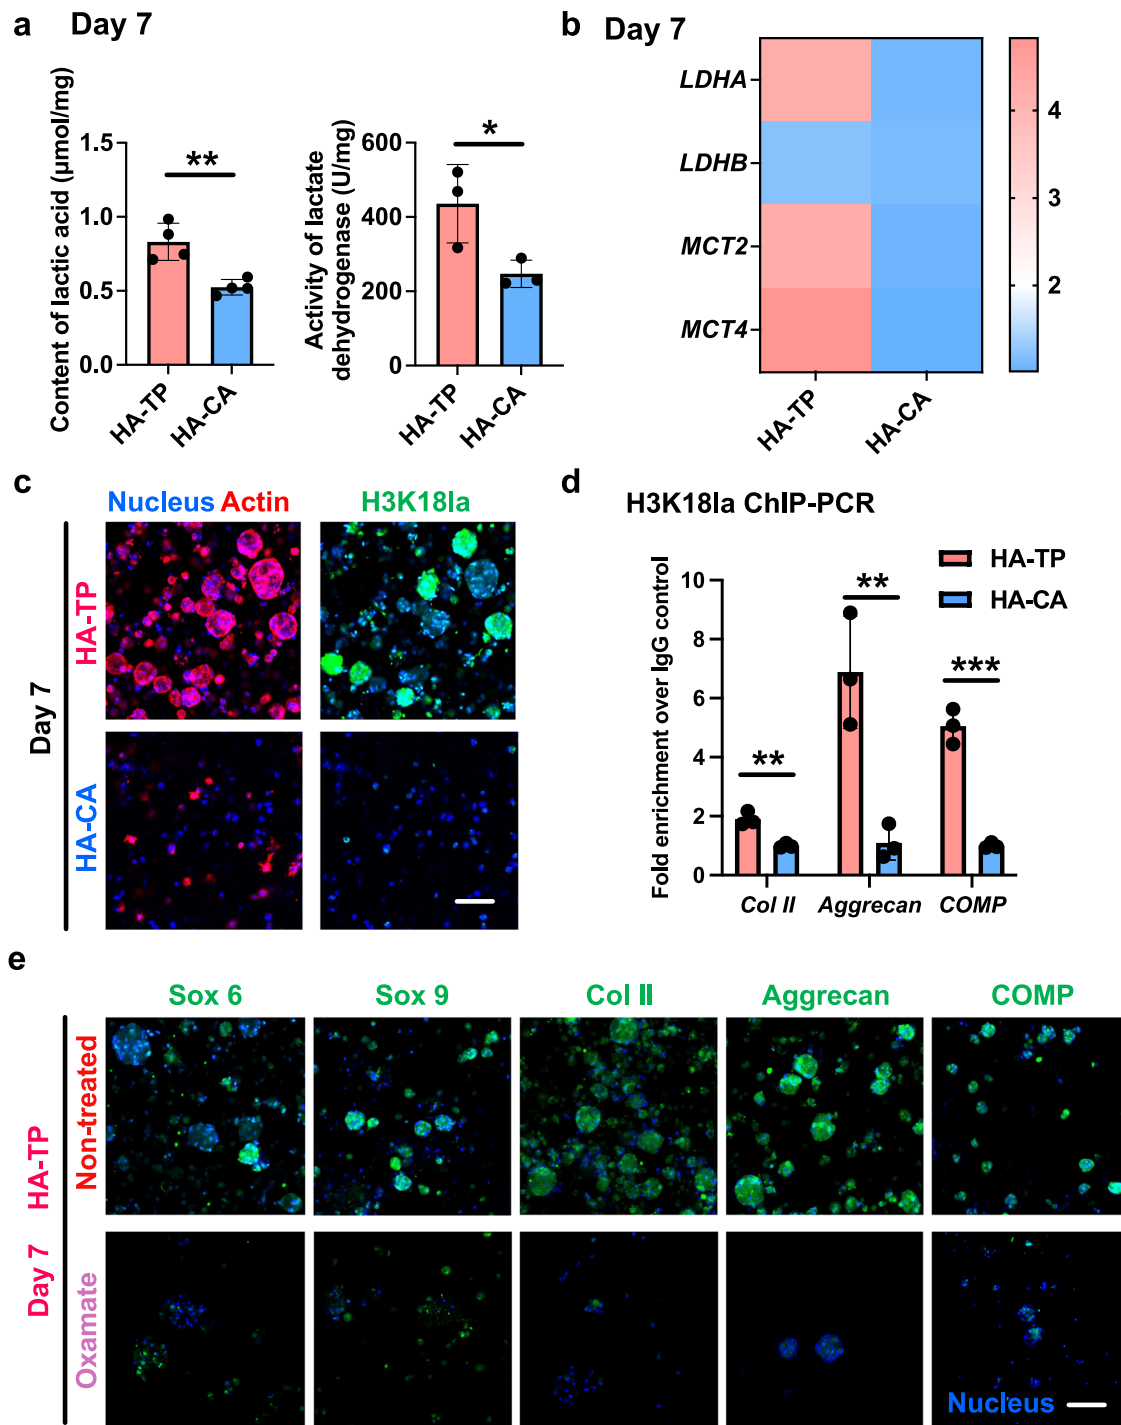 a Day 7
Content of lactic acid (μmol/mg)
1.5
1.0
0.5
0.0
**
HA-TP
HA-CA
Activity of lactate
dehydrogenase (U/mg)
600
400
200
0
*
HA-TP
HA-CA
b Day 7
LDHA
LDHB
MCT2
MCT4
HA-TP
HA-CA
4
3
2
c
Nucleus Actin
H3K18la
Day 7
HA-TP
HA-CA
d
H3K18la ChIP-PCR
HA-TP
HA-CA
Fold enrichment over IgG control
10
8
6
4
2
0
**
**
***
Col II
Aggrecan
COMP
e
Sox 6
Sox 9
Col II
Aggrecan
COMP
Day 7 HA-TP
Non-treated
Oxamate
Nucleus